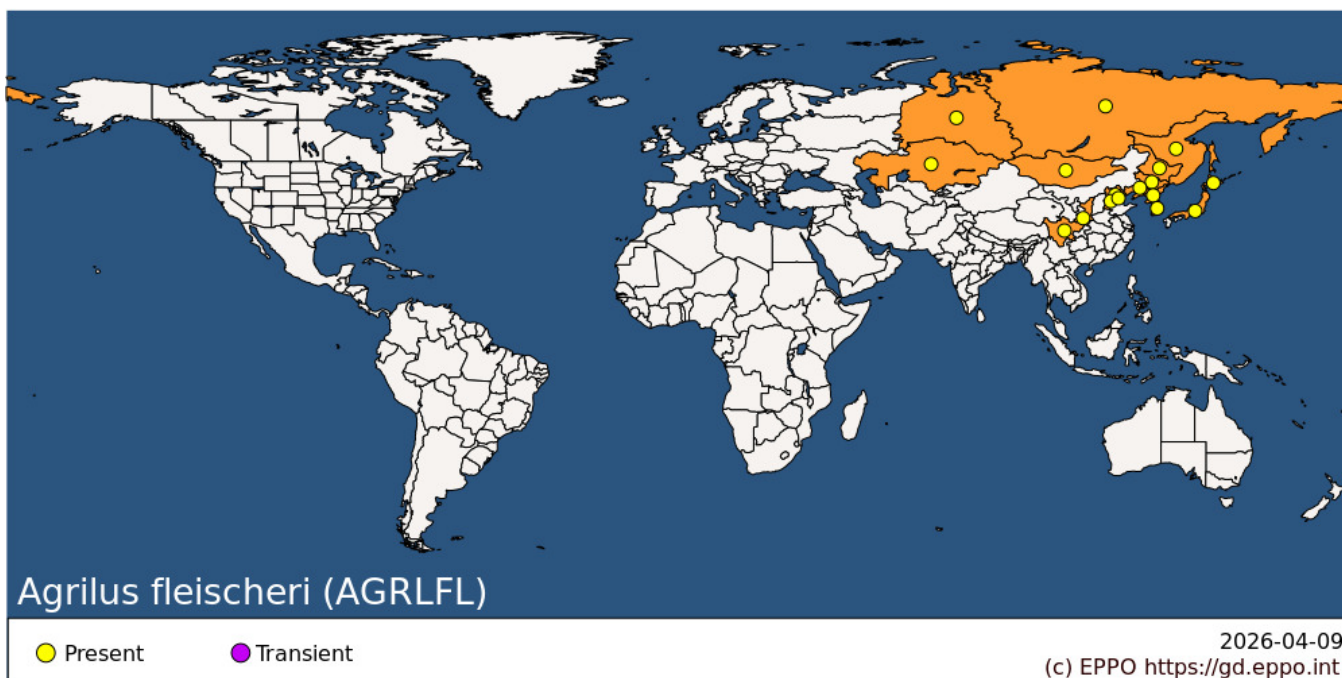 Agrilus fleischeri (AGRLFL)
Present
Transient
2026-04-09
(c) EPPO https://gd.eppo.int